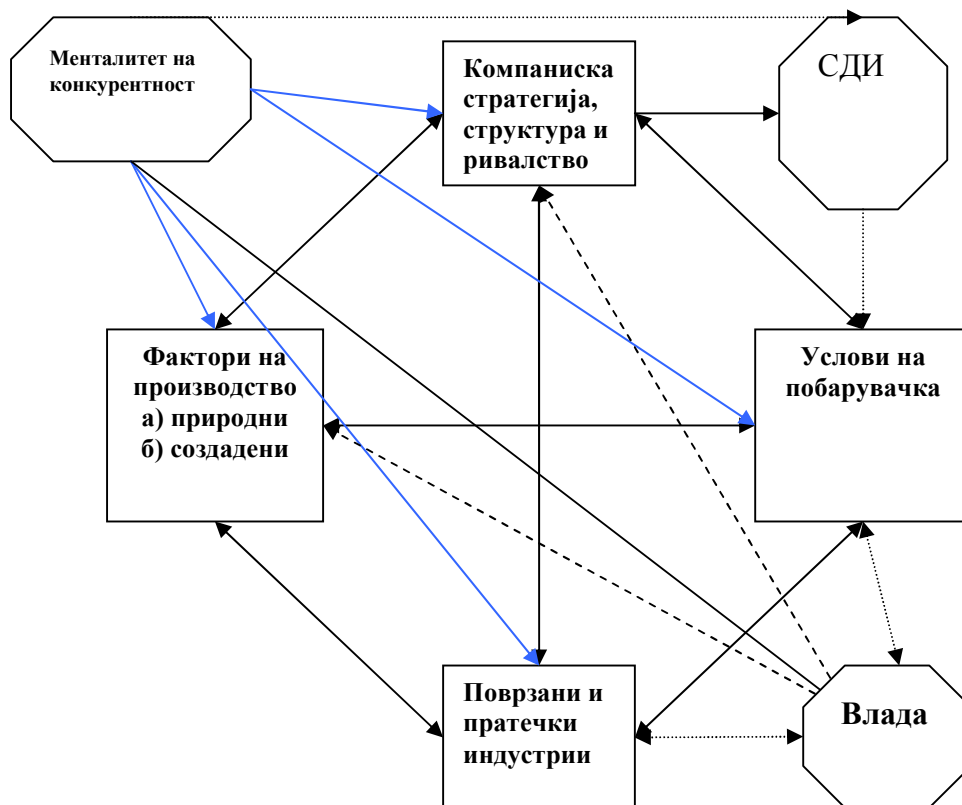 Менталитет на
конкурентност
Компаниска
стратегија,
структура и
ривалство
СДИ
Фактори на
производство
а) природни
б) создадени
Услови на
побарувачка
Поврзани и
пратечки
индустрии
Влада